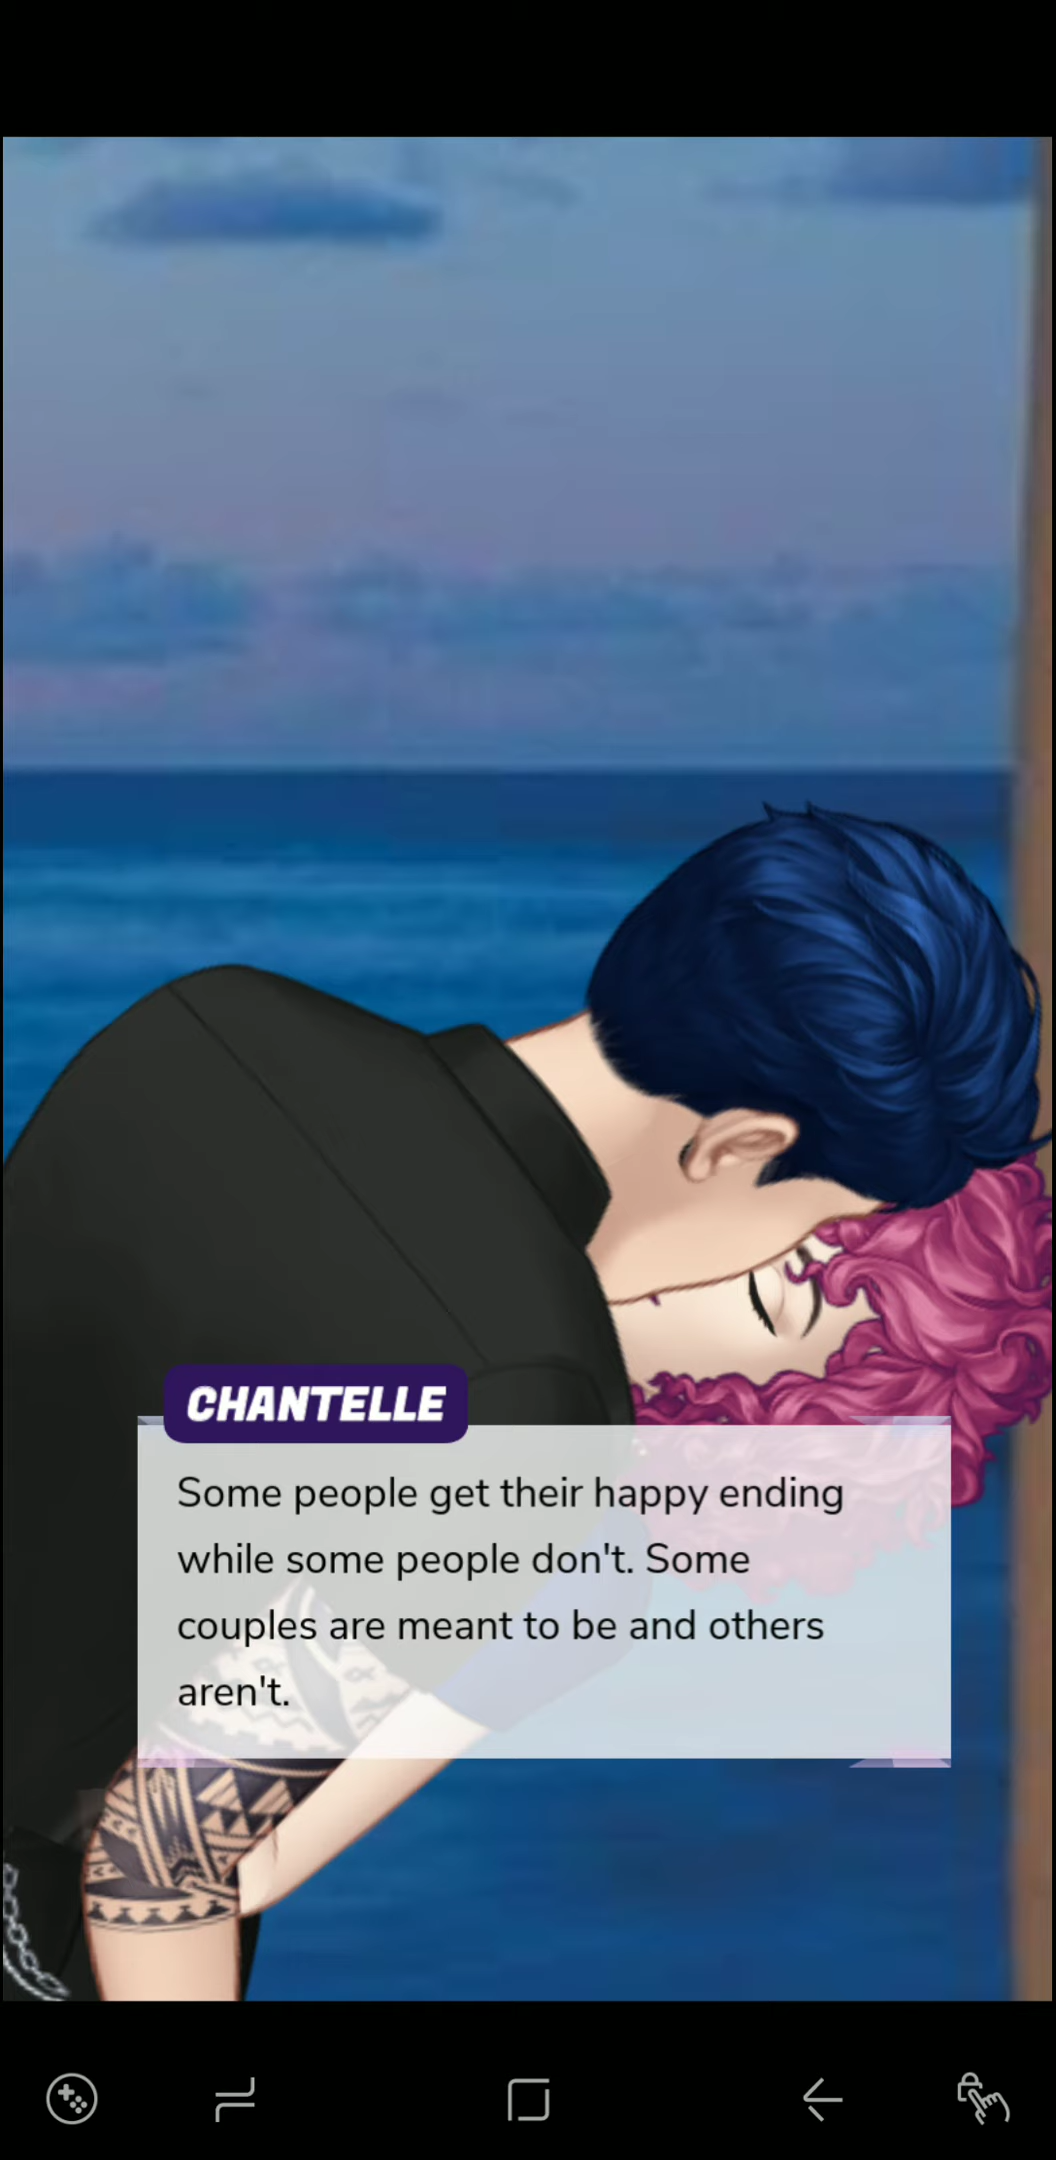 CHANTELLE
Some people get their happy ending
while some people don't. Some
couples are meant to be and others
aren't.